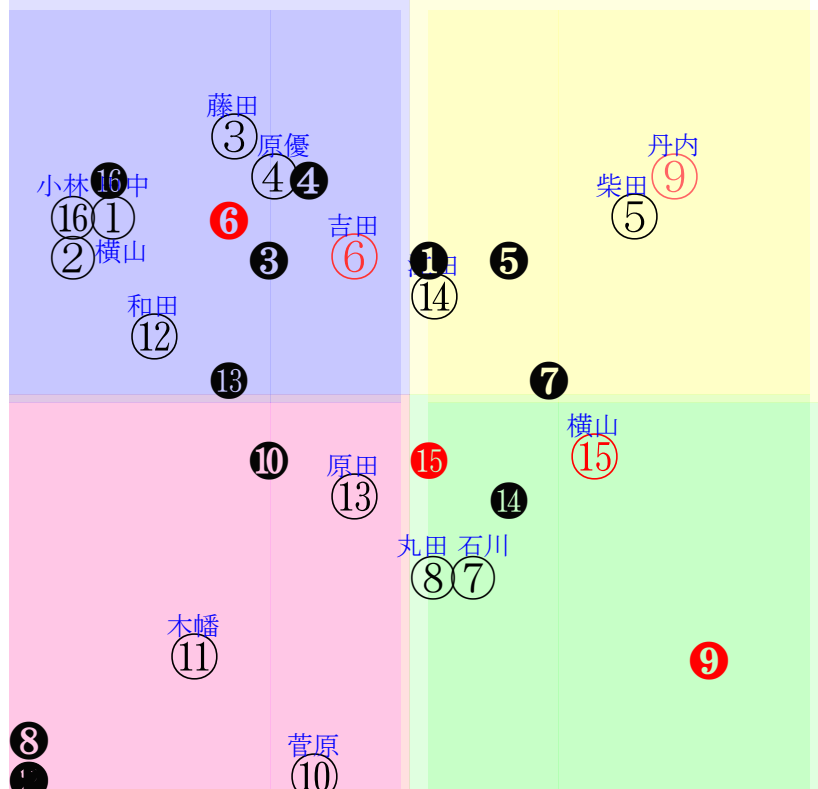 藤田
③
原優
④ ❹
丹内
⑨
小林 ⓰ 中
柴田
⑯ ①
⑤
❻
吉田
② 横山
❸ ⑥
❶ 田 ❺
⑭
和田
⑫
⓭ ❼
横山
原田
❿ ⓯ ⑮
⑬ ⓮
丸田 石川
⑧ ⑦
木幡
⑪ ❾
❽ 菅原
⑩